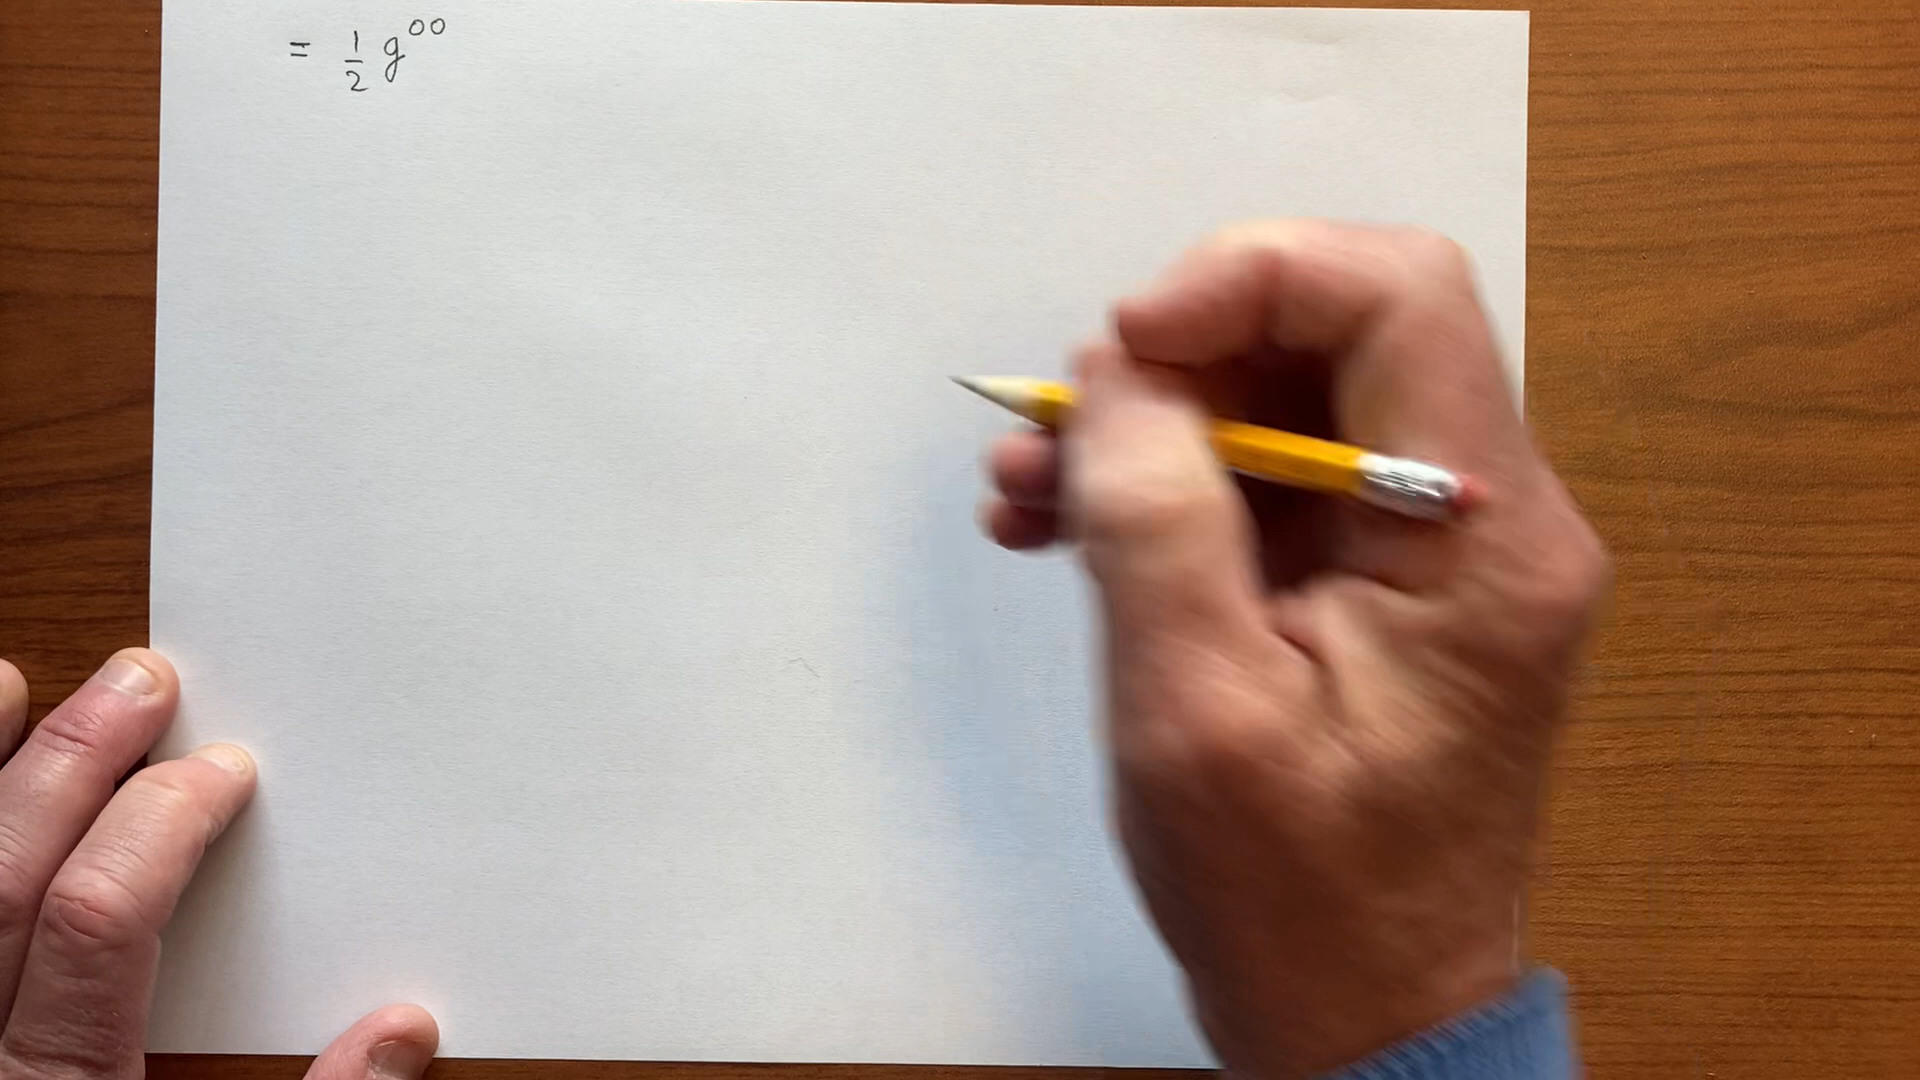 = 1/2 g^00